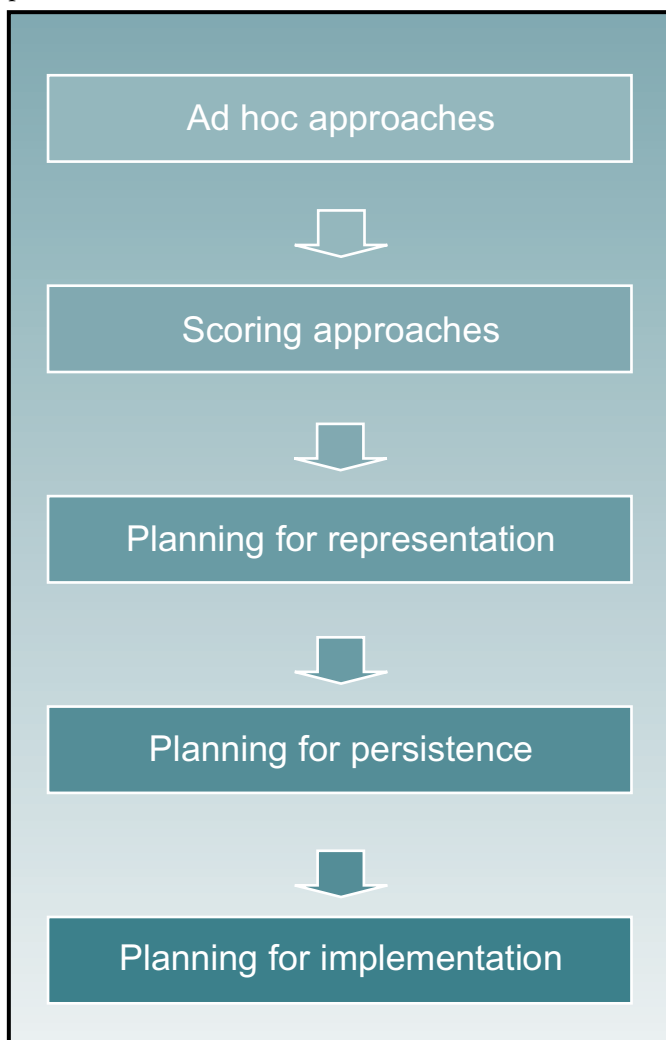 Ad hoc approaches
Scoring approaches
Planning for representation
Planning for persistence
Planning for implementation